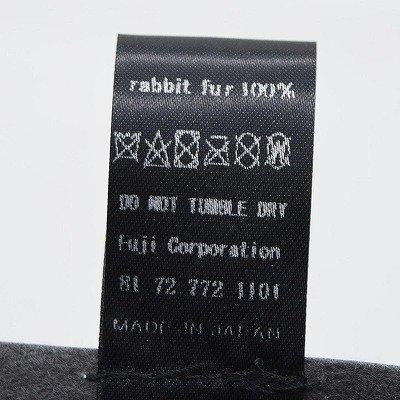 rabbit fur 100%
DO NOT TUMBLE DRY
Fuji Corporation
81 72 772 1101
MADE IN JAPAN